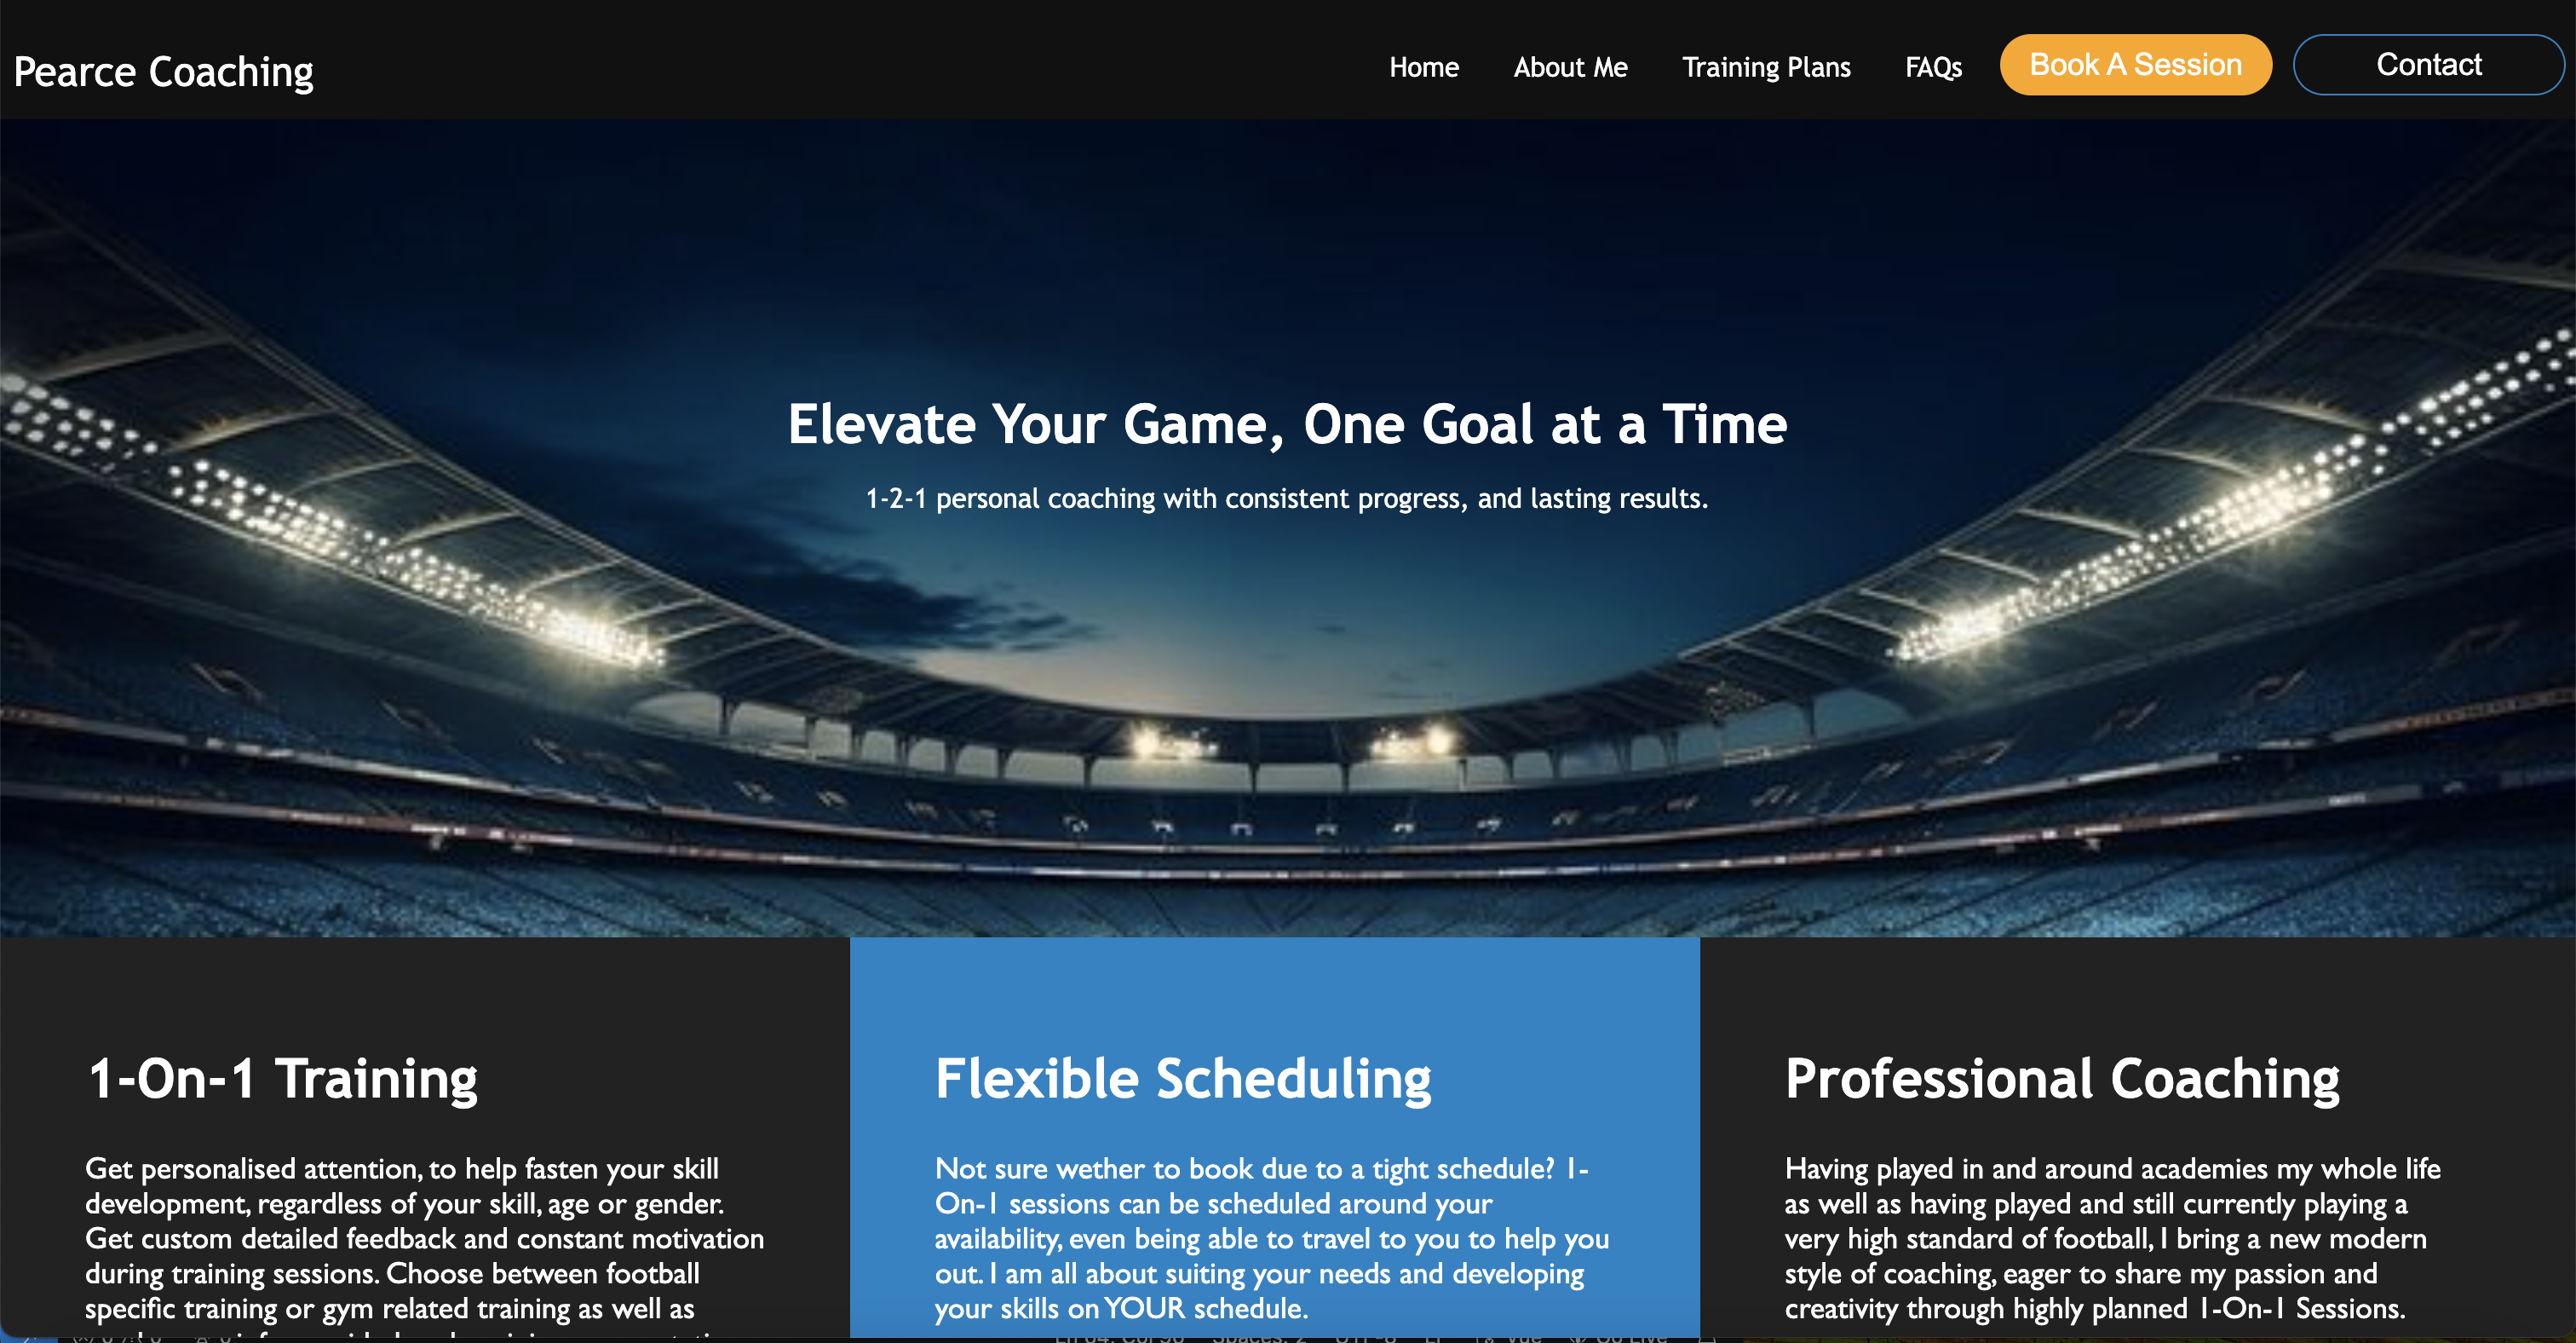 Pearce Coaching
Home About Me Training Plans FAQs Book A Session Contact
Elevate Your Game, One Goal at a Time
1-2-1 personal coaching with consistent progress, and lasting results.
1-On-1 Training
Get personalised attention, to help fasten your skill
development, regardless of your skill, age or gender.
Get custom detailed feedback and constant motivation
during training sessions. Choose between football
specific training or gym related training as well as
Flexible Scheduling
Not sure wether to book due to a tight schedule? 1-
On-1 sessions can be scheduled around your
availability, even being able to travel to you to help you
out. I am all about suiting your needs and developing
your skills on YOUR schedule.
Professional Coaching
Having played in and around academies my whole life
as well as having played and still currently playing a
very high standard of football, I bring a new modern
style of coaching, eager to share my passion and
creativity through highly planned 1-On-1 Sessions.